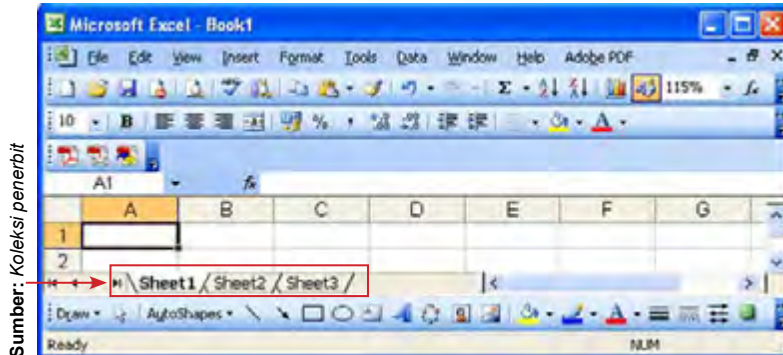 Microsoft Excel - Book1
File Edit View Insert Format Tools Data Window Help Adobe PDF
115%
10 B %
A1 fx
A B C D E F G
1
2
Sheet1 Sheet2 Sheet3
Draw AutoShapes
Ready NUM
Sumber: Koleksi penerbit